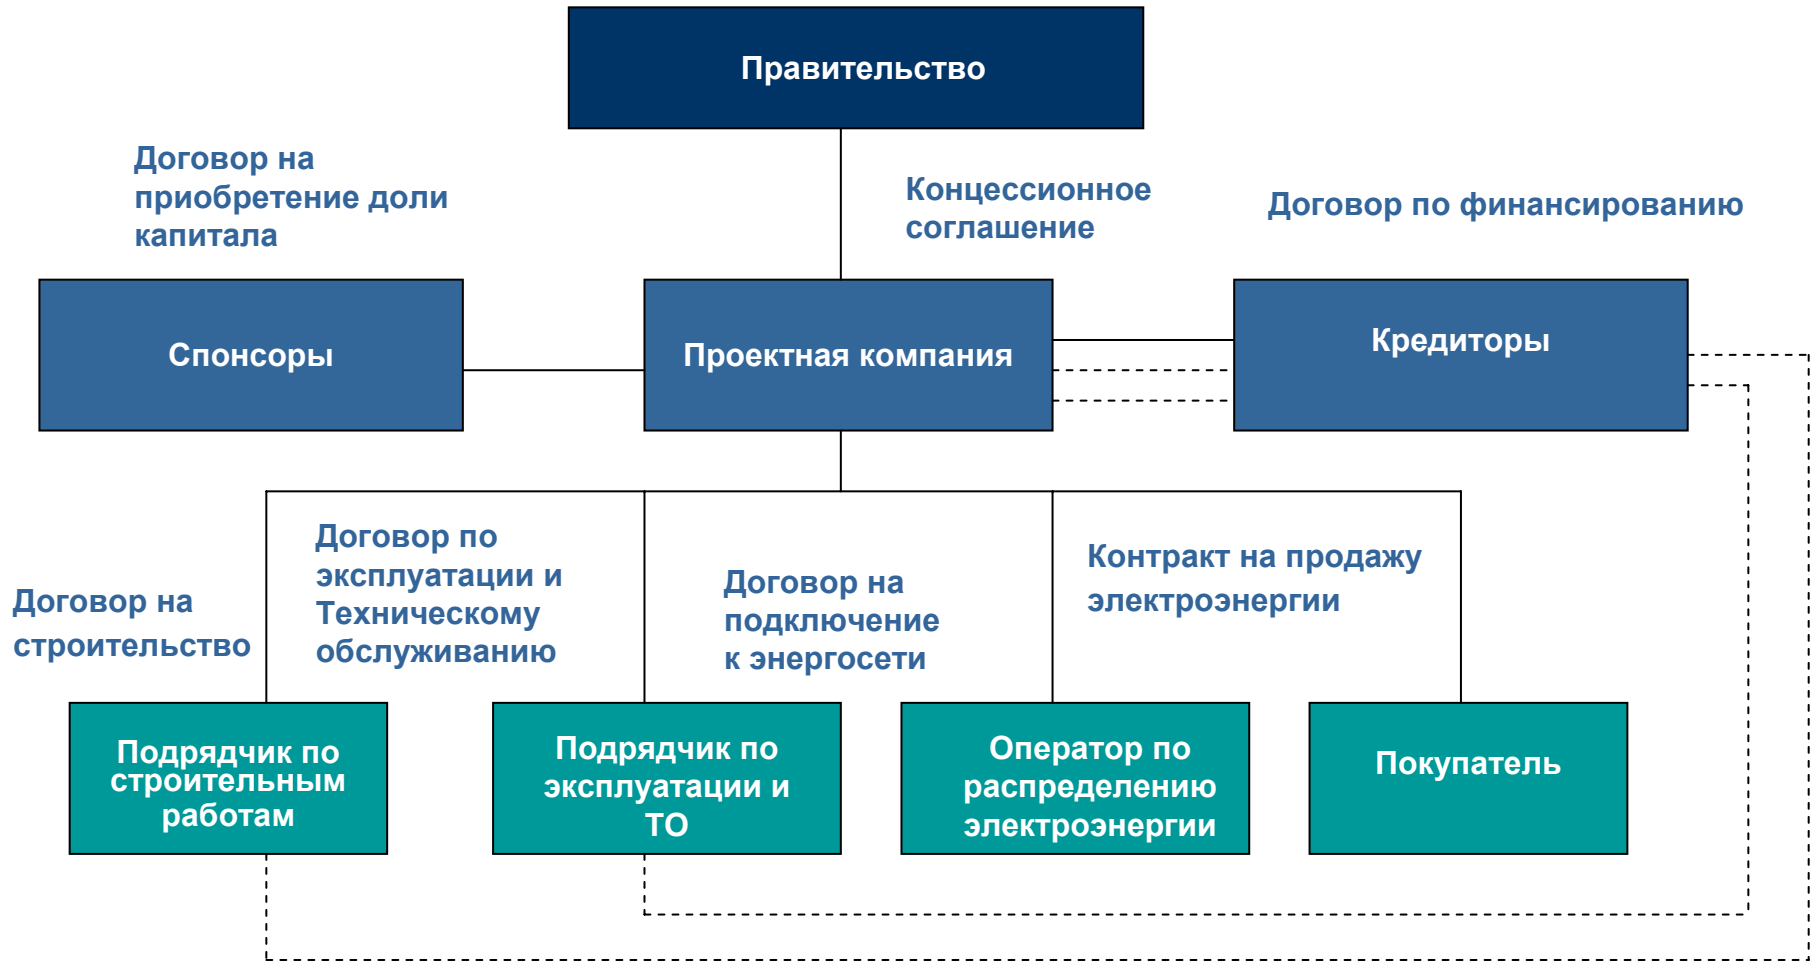 Правительство
Договор на
приобретение доли
капитала
Концессионное
соглашение
Договор по финансированию
Спонсоры
Проектная компания
Кредиторы
Договор на
строительство
Договор по
эксплуатации и
Техническому
обслуживанию
Договор на
подключение
к энергосети
Контракт на продажу
электроэнергии
Подрядчик по
строительным
работам
Подрядчик по
эксплуатации и
ТО
Оператор по
распределению
электроэнергии
Покупатель